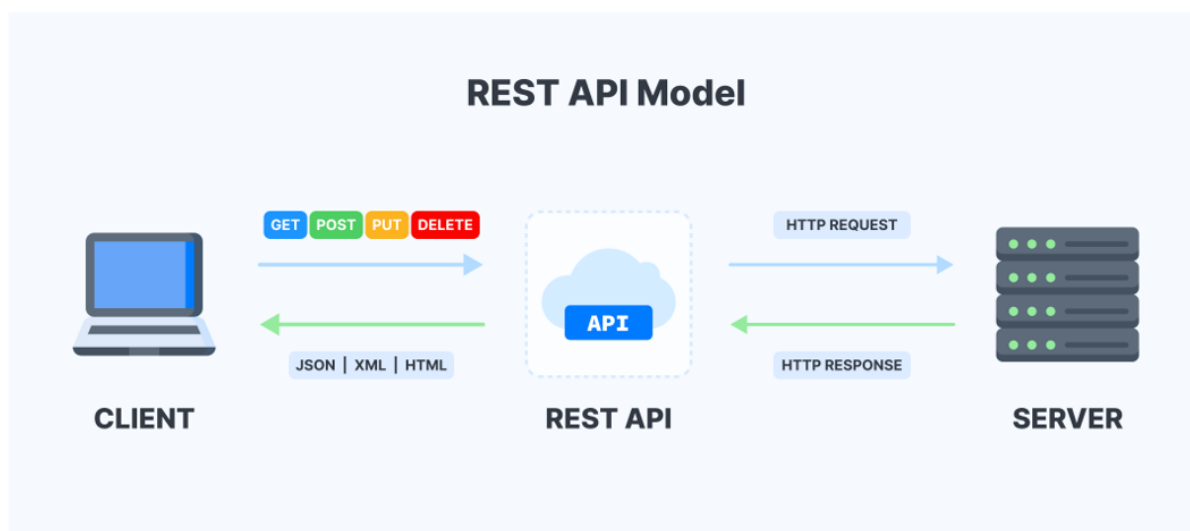 REST API Model
GET POST PUT DELETE
HTTP REQUEST
API
JSON | XML | HTML
HTTP RESPONSE
CLIENT
REST API
SERVER